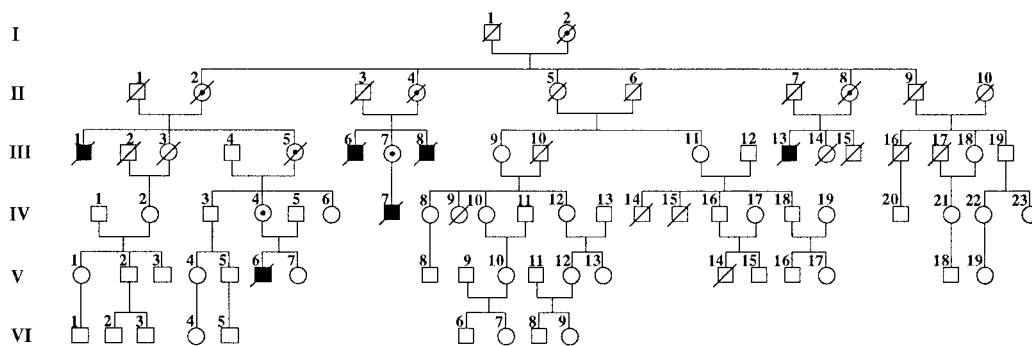 I 1 2
II 1 2 3 4 5 6 7 8 9 10
III 1 2 3 4 5 6 7 8 9 10 11 12 13 14 15 16 17 18 19
IV 1 2 3 4 5 6 7 8 9 10 11 12 13 14 15 16 17 18 19 20 21 22 23
V 1 2 3 4 5 6 7 8 9 10 11 12 13 14 15 16 17 18 19
VI 1 2 3 4 5 6 7 8 9